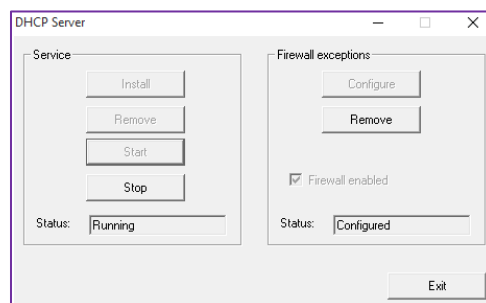 DHCP Server
Service
Install
Remove
Start
Stop
Status: Running
Firewall exceptions
Configure
Remove
Firewall enabled
Status: Configured
Exit